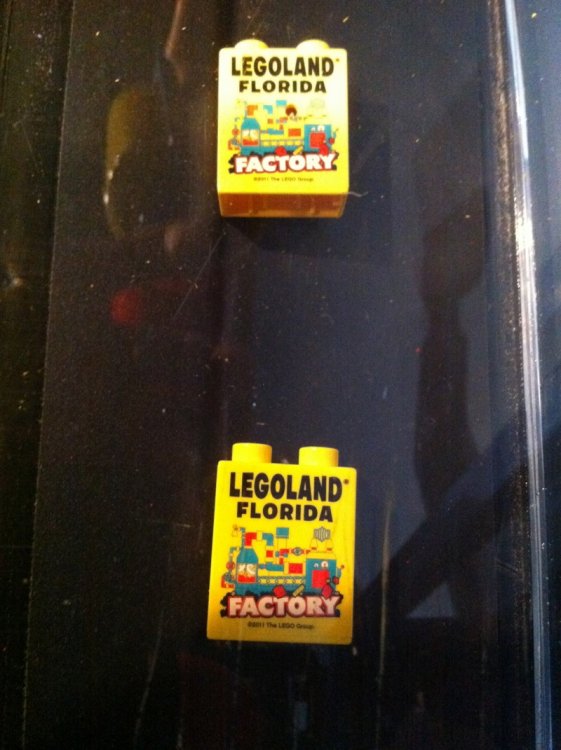 LEGOLAND®
FLORIDA
FACTORY
©2011 The LEGO Group.
LEGOLAND®
FLORIDA
FACTORY
©2011 The LEGO Group.